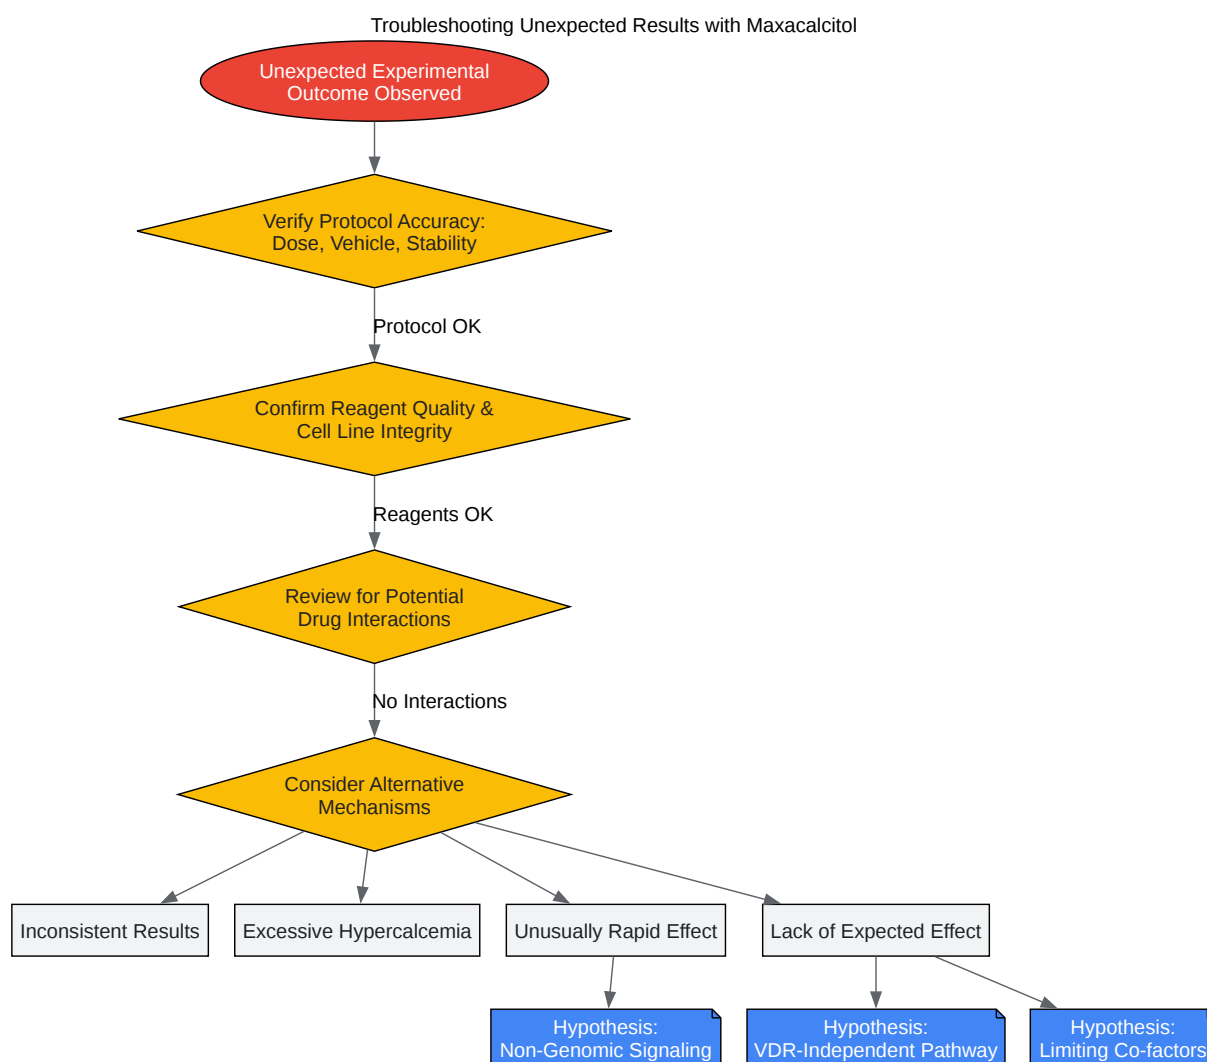 Troubleshooting Unexpected Results with Maxacalcitol
Unexpected Experimental
Outcome Observed
Verify Protocol Accuracy:
Dose, Vehicle, Stability
Protocol OK
Confirm Reagent Quality &
Cell Line Integrity
Reagents OK
Review for Potential
Drug Interactions
No Interactions
Consider Alternative
Mechanisms
Inconsistent Results
Excessive Hypercalcemia
Unusually Rapid Effect
Lack of Expected Effect
Hypothesis:
Non-Genomic Signaling
Hypothesis:
VDR-Independent Pathway
Hypothesis:
Limiting Co-factors